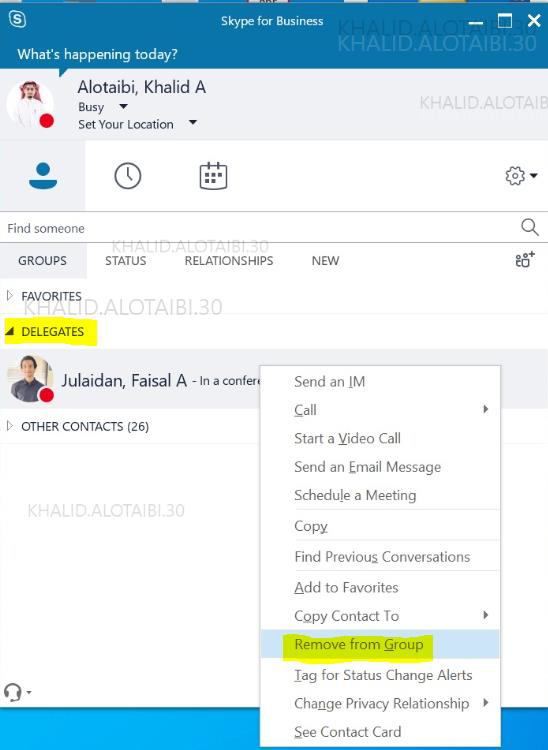 Skype for Business
KHALID.ALOTAIBI.30
KHALID.ALOTAIBI.30
What's happening today?
Alotaibi, Khalid A
Busy
KHALID.ALOTAIBI
Set Your Location
Find someone
KHALID.ALOTAIBI.30
GROUPS
STATUS
RELATIONSHIPS
NEW
FAVORITES
KHALID.ALOTAIBI.30
DELEGATES
Julaidan, Faisal A - In a confer
OTHER CONTACTS (26)
KHALID.ALOTAIBI.30
Send an IM
Call
Start a Video Call
Send an Email Message
Schedule a Meeting
Copy
Find Previous Conversations
Add to Favorites
Copy Contact To
Remove from Group
Tag for Status Change Alerts
Change Privacy Relationship
See Contact Card